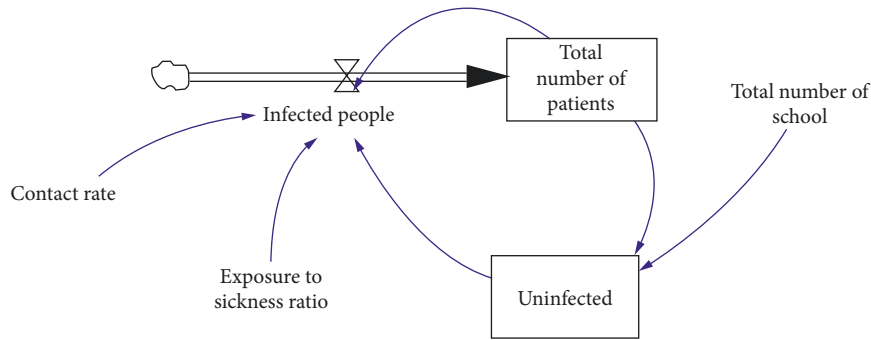 Total
number of
patients
Total number of
school
Infected people
Contact rate
Exposure to
sickness ratio
Uninfected